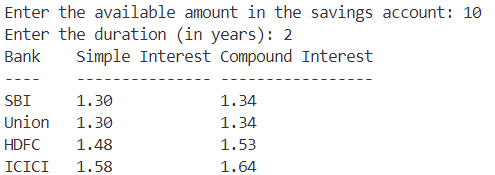 Enter the available amount in the savings account: 10
Enter the duration (in years): 2
Bank    Simple Interest Compound Interest
----    --------------- -----------------
SBI     1.30            1.34
Union   1.30            1.34
HDFC    1.48            1.53
ICICI   1.58            1.64